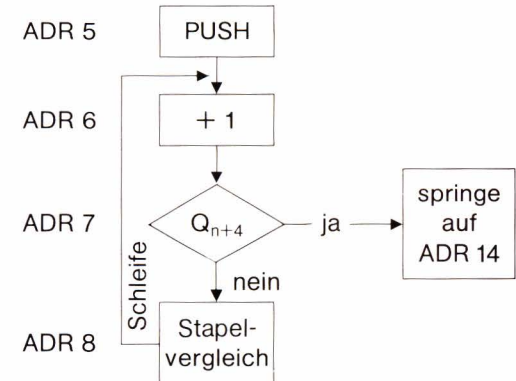 ADR 5
PUSH
ADR 6
+ 1
ADR 7
Qn+4
ja
springe
auf
ADR 14
nein
Schleife
ADR 8
Stapel-
vergleich